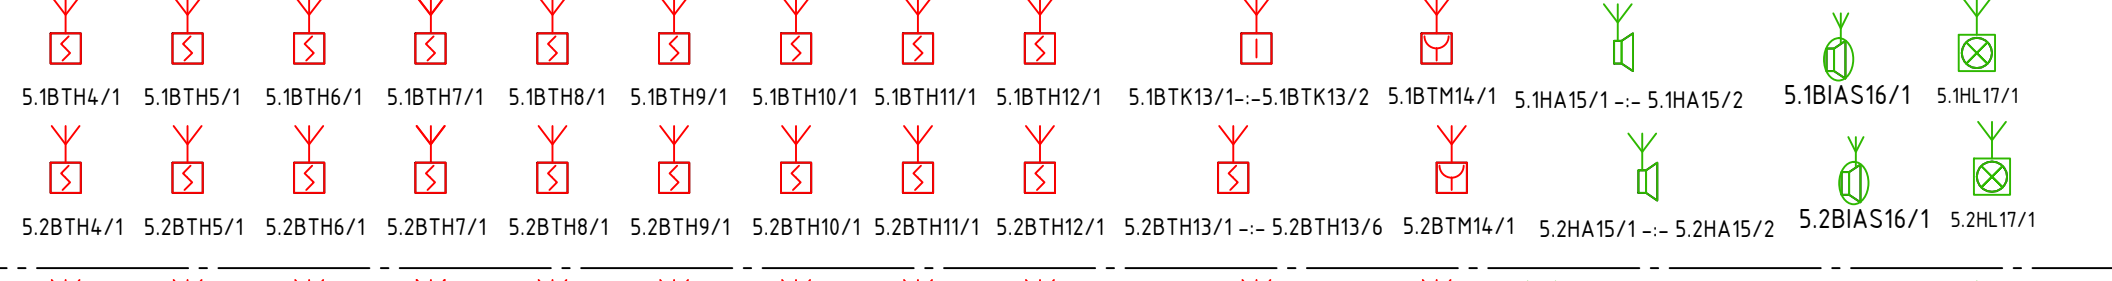 5.1BTH4/1 5.1BTH5/1 5.1BTH6/1 5.1BTH7/1 5.1BTH8/1 5.1BTH9/1 5.1BTH10/1 5.1BTH11/1 5.1BTH12/1 5.1BTK13/1-:-5.1BTK13/2 5.1BTM14/1 5.1HA15/1 -:- 5.1HA15/2 5.1BIAS16/1 5.1HL17/1
5.2BTH4/1 5.2BTH5/1 5.2BTH6/1 5.2BTH7/1 5.2BTH8/1 5.2BTH9/1 5.2BTH10/1 5.2BTH11/1 5.2BTH12/1 5.2BTH13/1 -:- 5.2BTH13/6 5.2BTM14/1 5.2HA15/1 -:- 5.2HA15/2 5.2BIAS16/1 5.2HL17/1